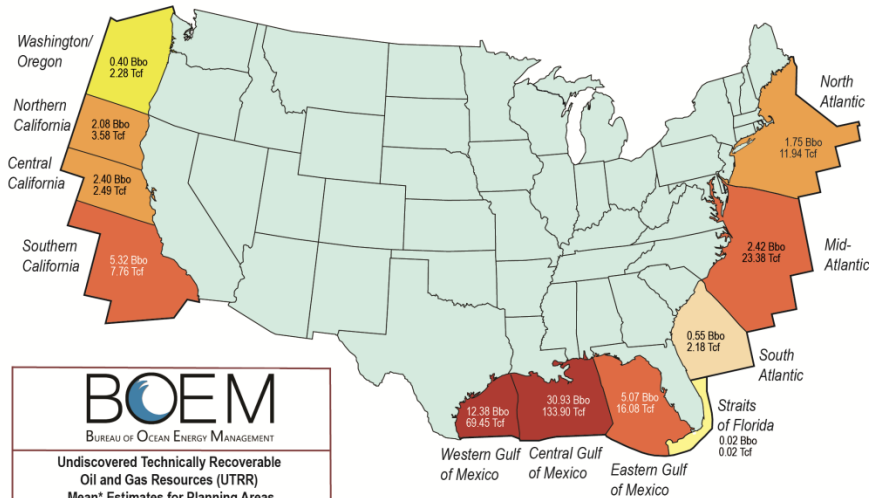 Washington/
Oregon
0.40 Bbo
2.28 Tcf
Northern
California
2.08 Bbo
3.58 Tcf
Central
California
2.40 Bbo
2.49 Tcf
Southern
California
5.32 Bbo
7.76 Tcf
North
Atlantic
1.75 Bbo
11.94 Tcf
2.42 Bbo
23.38 Tcf
Mid-
Atlantic
0.55 Bbo
2.18 Tcf
South
Atlantic
Straits
of Florida
0.02 Bbo
0.02 Tcf
12.38 Bbo
69.45 Tcf
30.93 Bbo
133.90 Tcf
5.07 Bbo
16.08 Tcf
Western Gulf
of Mexico
Central Gulf
of Mexico
Eastern Gulf
of Mexico
BOEM
BUREAU OF OCEAN ENERGY MANAGEMENT
Undiscovered Technically Recoverable
Oil and Gas Resources (UTRR)
Mean* Estimates for Planning Areas